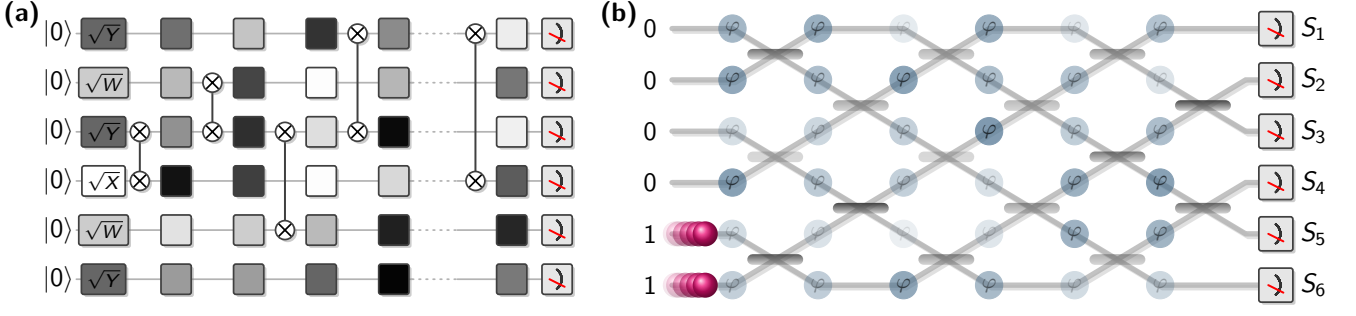 (a)
|0⟩ √Y
|0⟩ √W
|0⟩ √Y
|0⟩ √X
|0⟩ √W
|0⟩ √Y
(b)
0 φ φ φ φ φ φ S1
0 φ φ φ φ φ φ S2
0 φ φ φ φ φ φ S3
0 φ φ φ φ φ φ S4
1 φ φ φ φ φ φ S5
1 φ φ φ φ φ φ S6